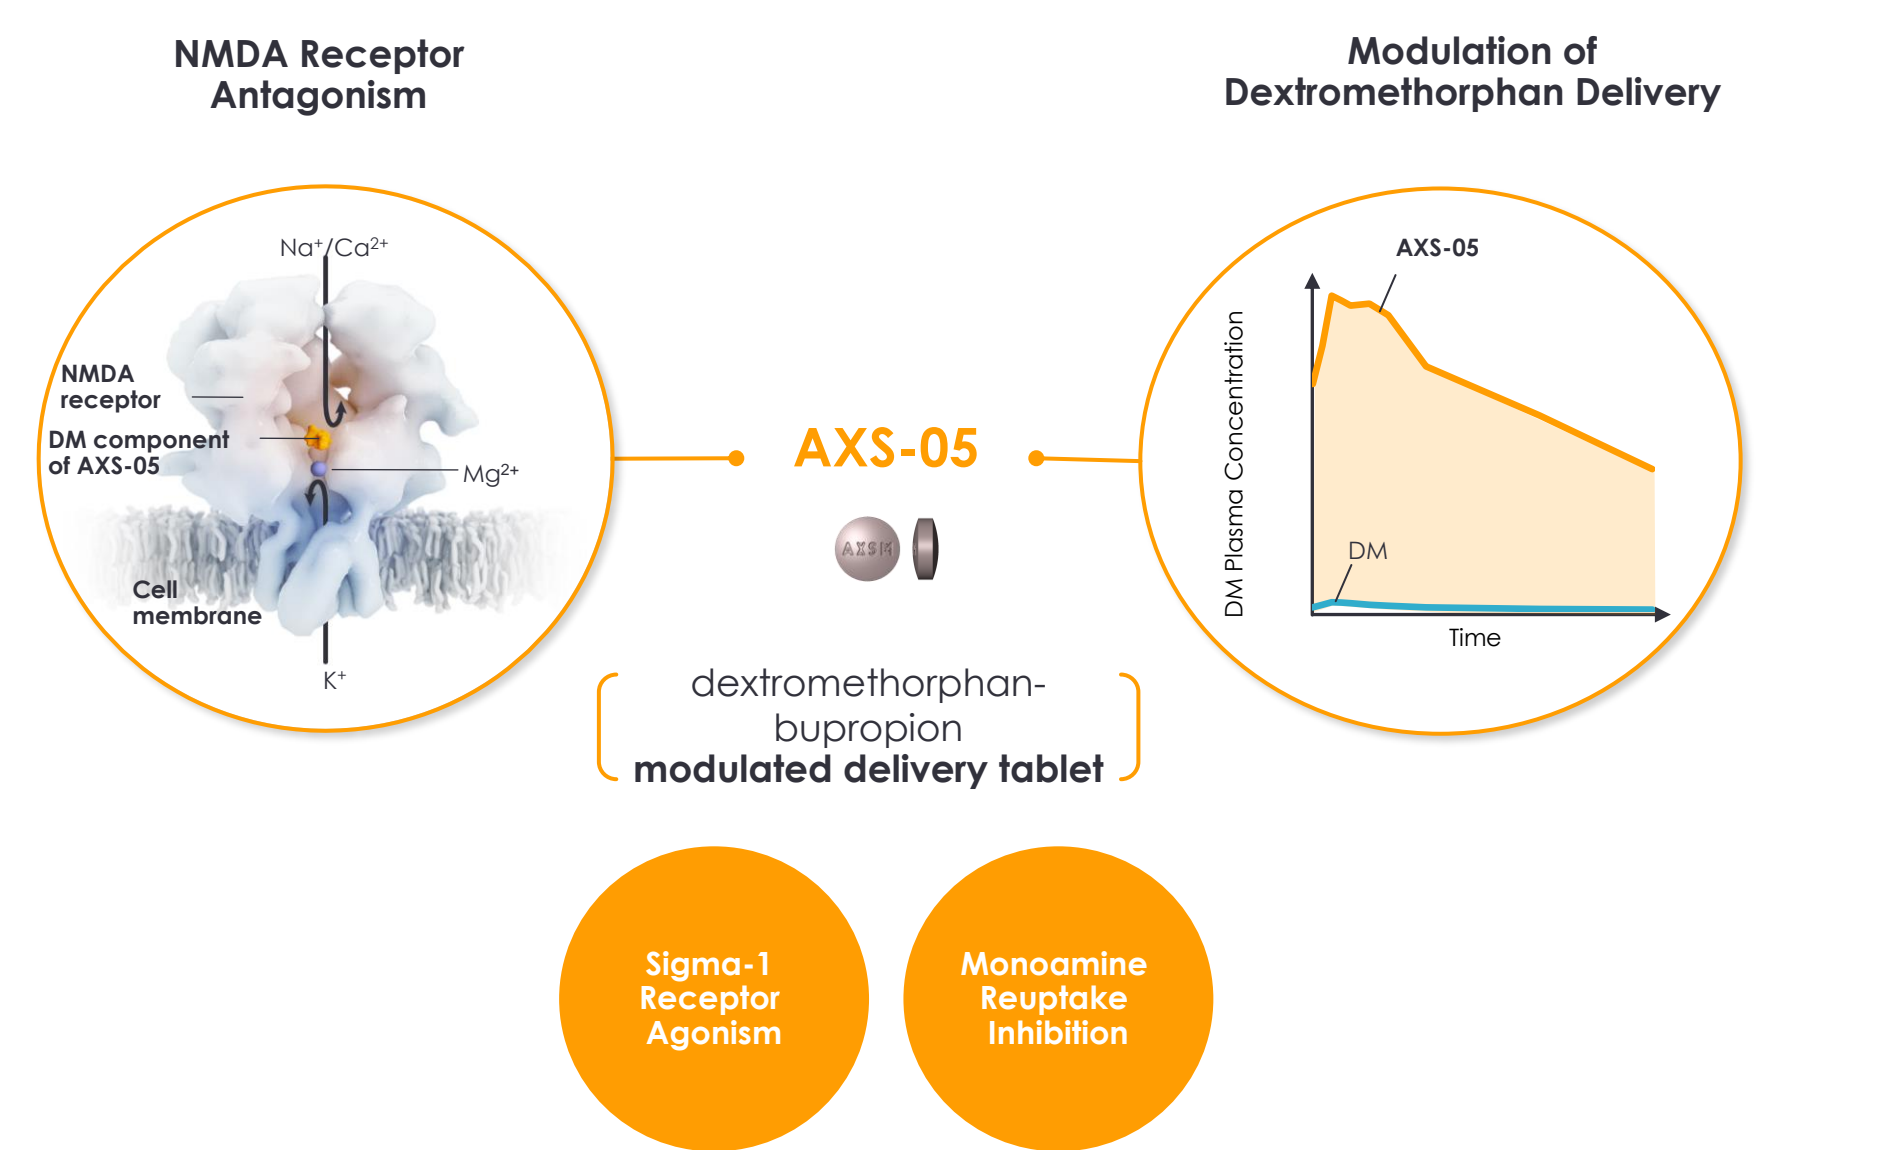 NMDA Receptor
Antagonism
Modulation of
Dextromethorphan Delivery
Na⁺/Ca²⁺
NMDA
receptor
DM component
of AXS-05
Mg²⁺
Cell
membrane
K⁺
AXS-05
AXSM
dextromethorphan-
bupropion
modulated delivery tablet
AXS-05
DM Plasma Concentration
DM
Time
Sigma-1
Receptor
Agonism
Monoamine
Reuptake
Inhibition